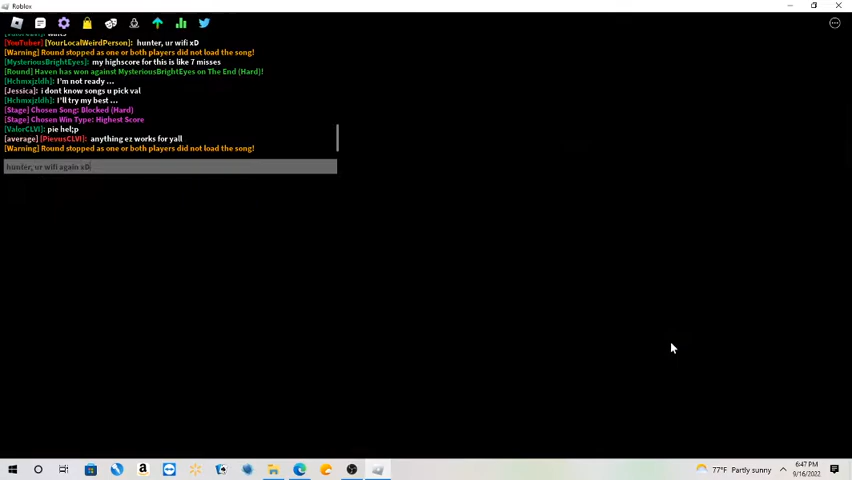 Roblox
[ValorCLVI]: waits
[YouTuber] [YourLocalWeirdPerson]: hunter, ur wifi xD
[Warning] Round stopped as one or both players did not load the song!
[MysteriousBrightEyes]: my highscore for this is like 7 misses
[Round] Haven has won against MysteriousBrightEyes on The End (Hard)!
[Hchmxjzldh]: I'm not ready ...
[Jessica]: i dont know songs u pick val
[Hchmxjzldh]: I'll try my best ...
[Stage] Chosen Song: Blocked (Hard)
[Stage] Chosen Win Type: Highest Score
[ValorCLVI]: pie hel;p
[average] [PievusCLVI]: anything ez works for yall
[Warning] Round stopped as one or both players did not load the song!
hunter, ur wifi again xD
77°F Partly sunny
6:47 PM
9/16/2022